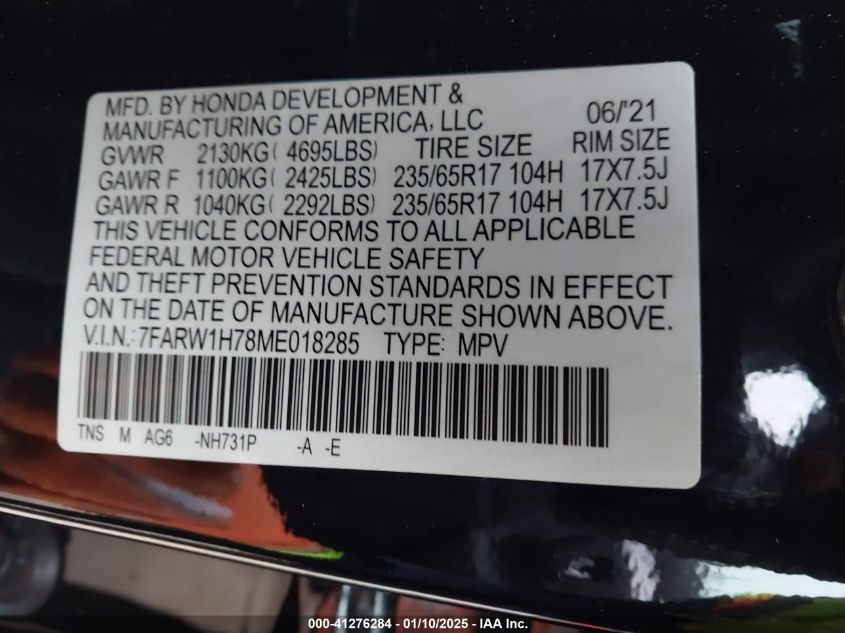 MFD. BY HONDA DEVELOPMENT &
MANUFACTURING OF AMERICA, LLC 06/'21
GVWR 2130KG( 4695LBS) TIRE SIZE RIM SIZE
GAWR F 1100KG( 2425LBS) 235/65R17 104H 17X7.5J
GAWR R 1040KG( 2292LBS) 235/65R17 104H 17X7.5J
THIS VEHICLE CONFORMS TO ALL APPLICABLE
FEDERAL MOTOR VEHICLE SAFETY
AND THEFT PREVENTION STANDARDS IN EFFECT
ON THE DATE OF MANUFACTURE SHOWN ABOVE.
V.I.N.:7FARW1H78ME018285 TYPE: MPV
TNS M AG6 -NH731P -A -E
000-41276284 - 01/10/2025 - IAA Inc.